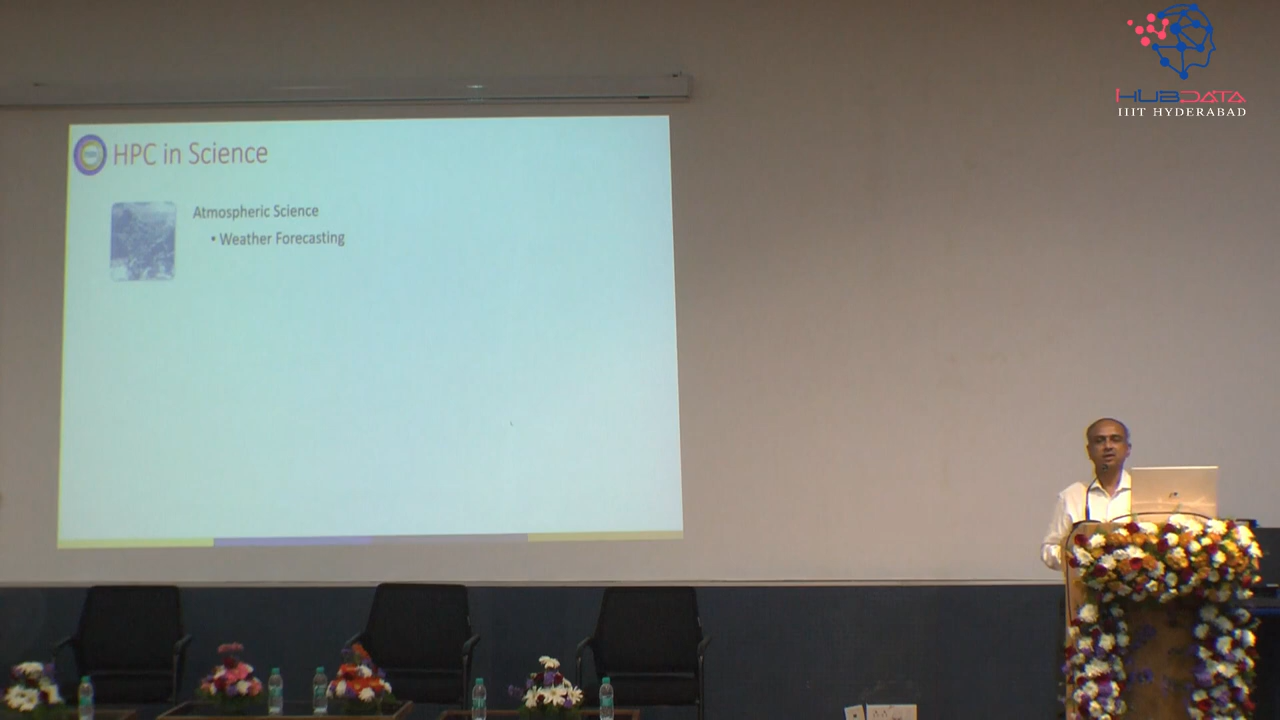 HUBDATA
IIIT HYDERABAD
HPC in Science
Atmospheric Science
• Weather Forecasting